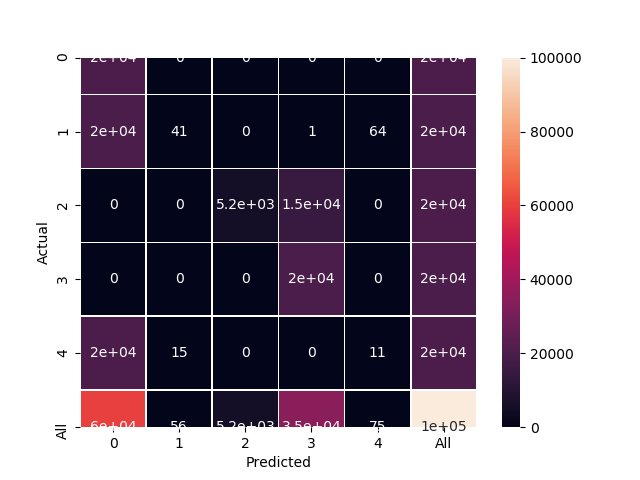 0 2e+04 0 0 0 0 2e+04 100000
1 2e+04 41 0 1 64 2e+04 80000
2 0 0 5.2e+03 1.5e+04 0 2e+04 60000
Actual
3 0 0 0 2e+04 0 2e+04 40000
4 2e+04 15 0 0 11 2e+04 20000
All 6e+04 56 5.2e+03 3.5e+04 75 1e+05 0
0 1 2 3 4 All
Predicted